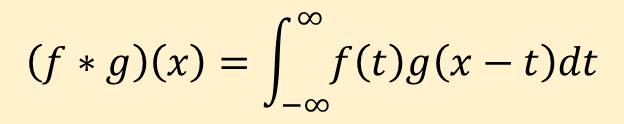 (f * g)(x) = ∫_{-∞}^{∞} f(t)g(x − t)dt